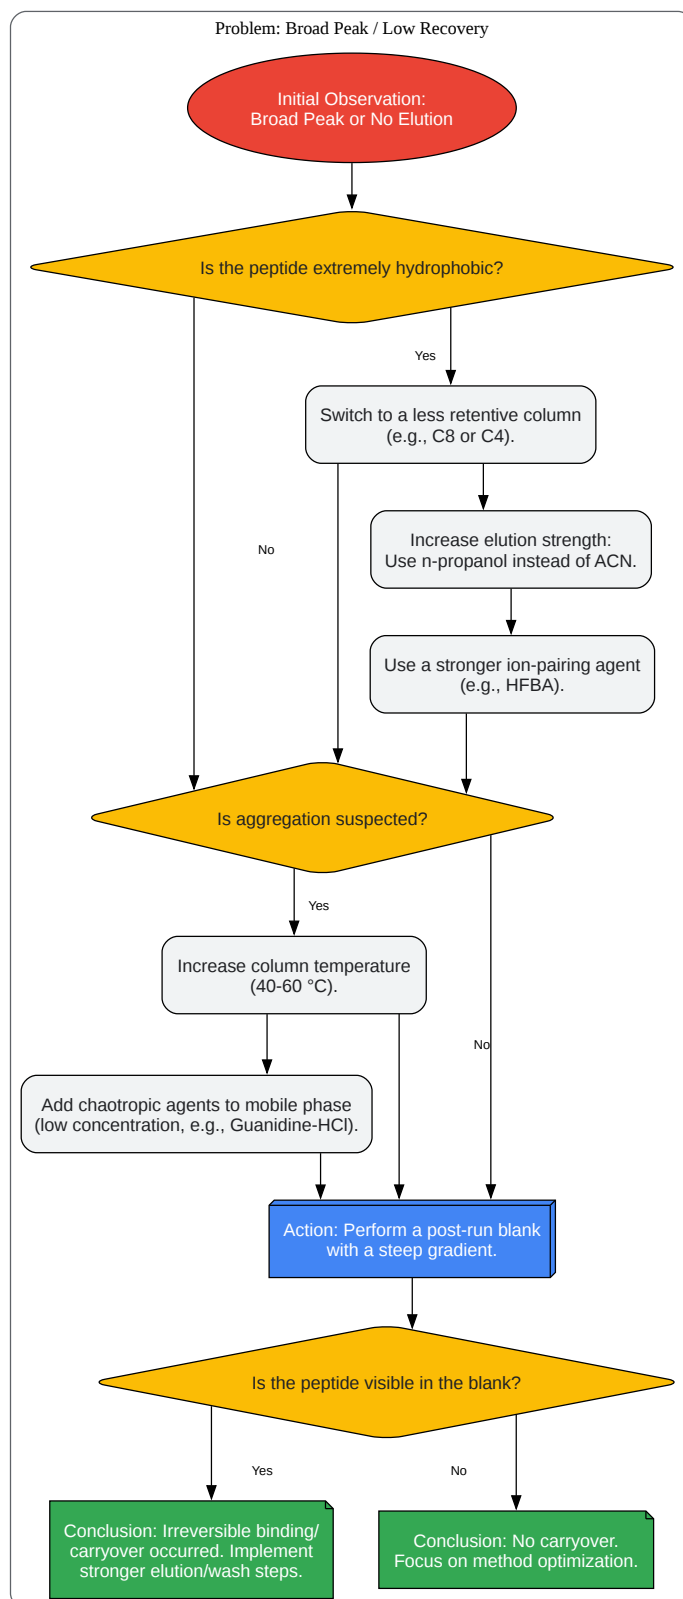 Problem: Broad Peak / Low Recovery
Initial Observation:
Broad Peak or No Elution
Is the peptide extremely hydrophobic?
Yes
Switch to a less retentive column
(e.g., C8 or C4).
No
Increase elution strength:
Use n-propanol instead of ACN.
Use a stronger ion-pairing agent
(e.g., HFBA).
Is aggregation suspected?
Yes
Increase column temperature
(40-60 °C).
No
Add chaotropic agents to mobile phase
(low concentration, e.g., Guanidine-HCl).
Action: Perform a post-run blank
with a steep gradient.
Is the peptide visible in the blank?
Yes
No
Conclusion: Irreversible binding/
carryover occurred. Implement
stronger elution/wash steps.
Conclusion: No carryover.
Focus on method optimization.